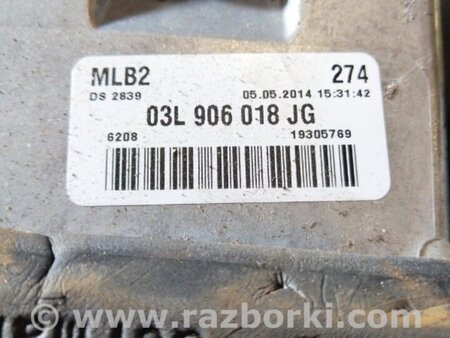 MLB2 274
DS 2839 05.05.2014 15:31:42
03L 906 018 JG
6208 19305769
www.razborki.com